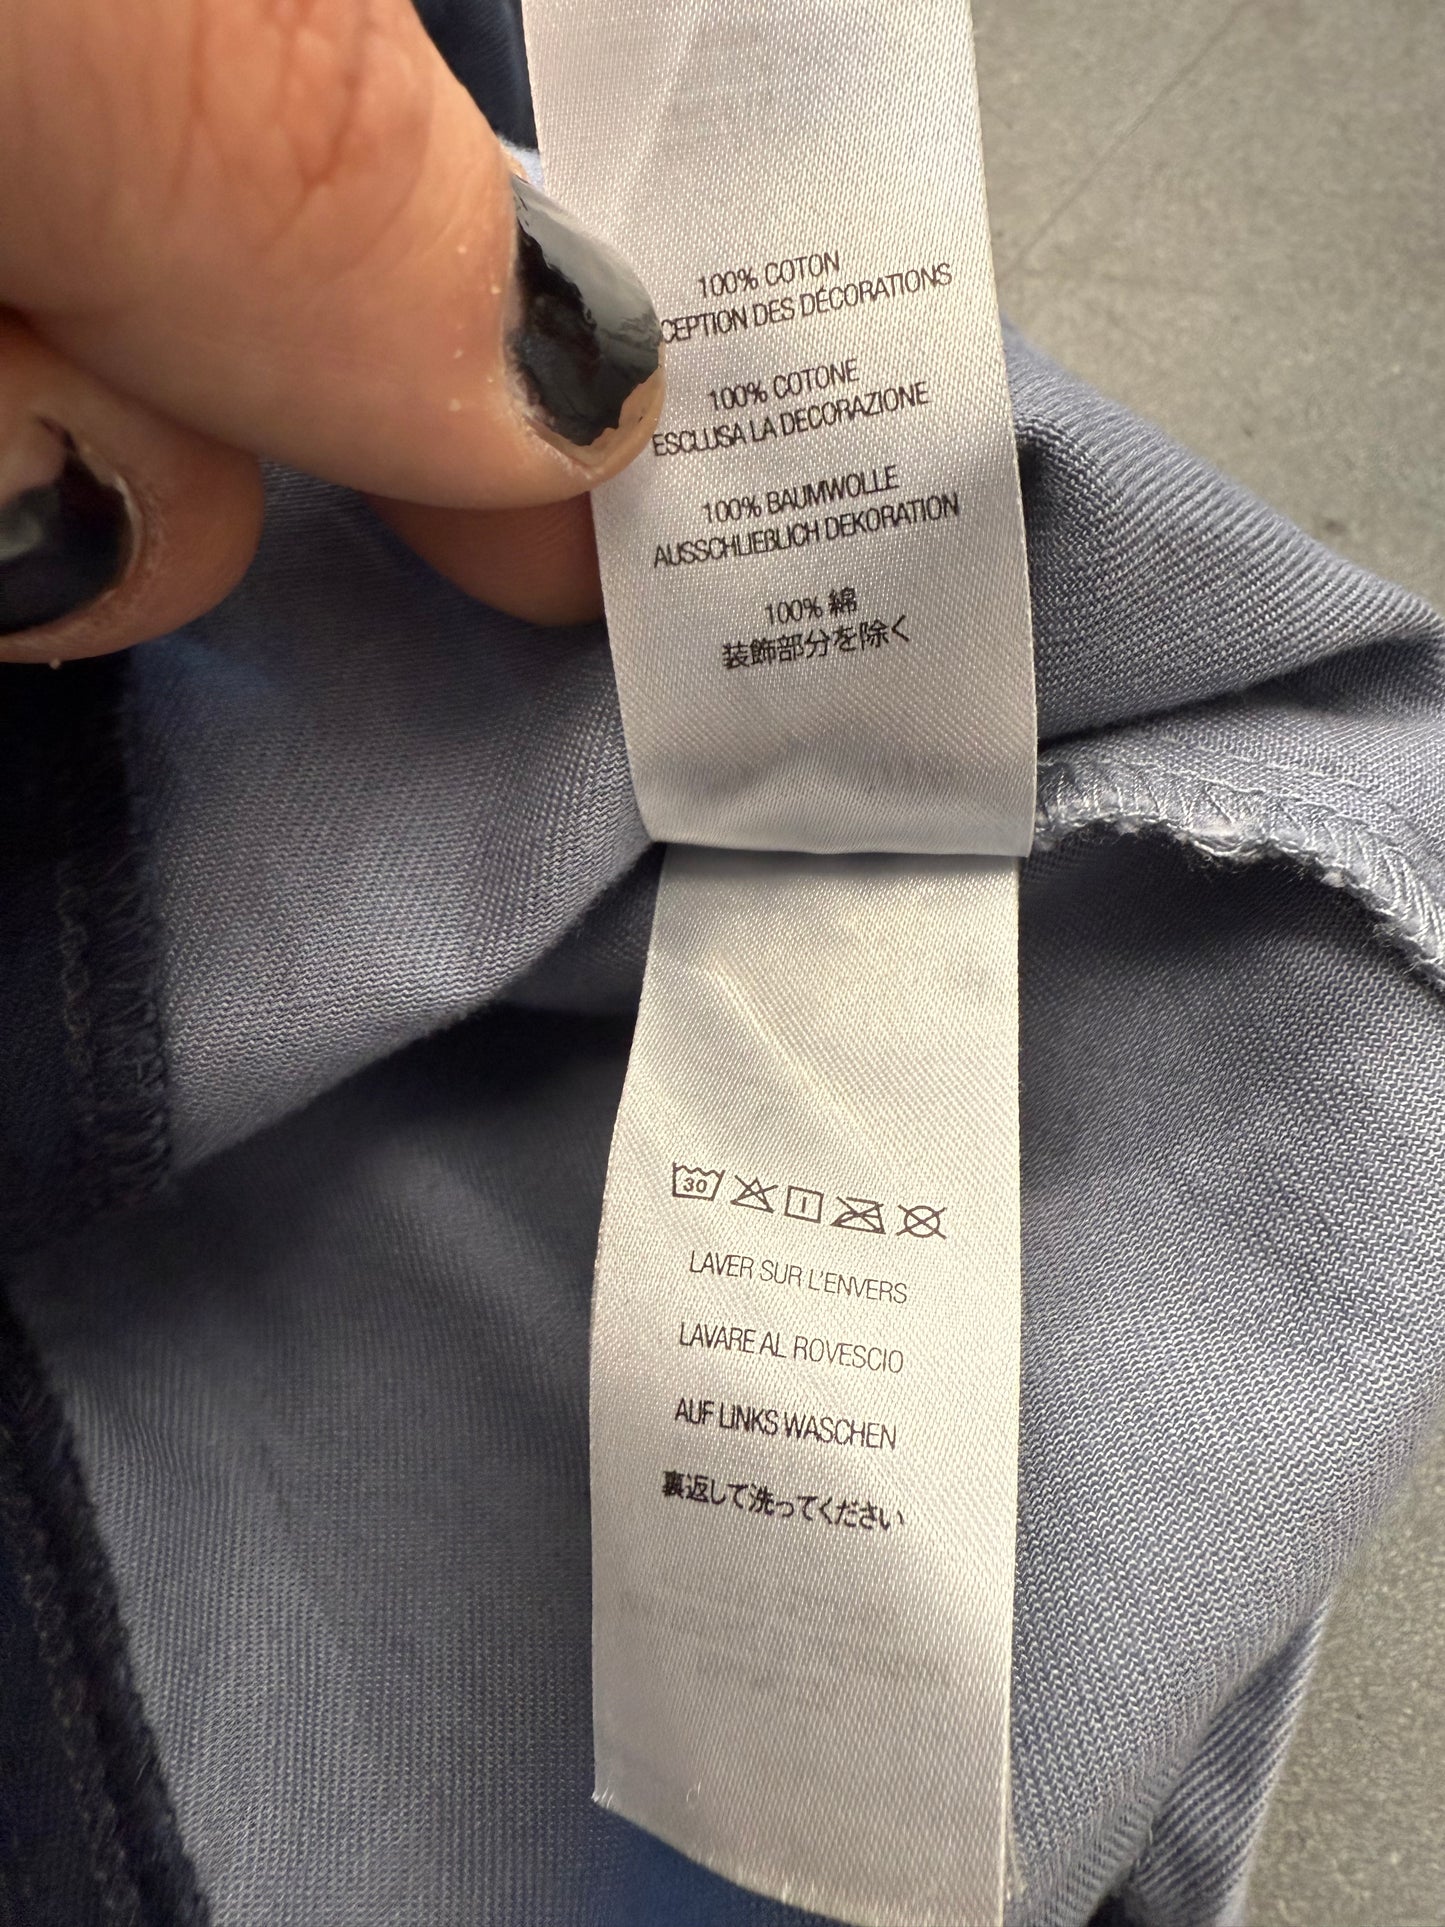 100% COTON
CEPTION DES DÉCORATIONS
100% COTONE
ESCLUSA LA DECORAZIONE
100% BAUMWOLLE
AUSSCHLIEBLICH DEKORATION
100% 綿
装飾部分を除く
30
LAVER SUR L'ENVERS
LAVARE AL ROVESCIO
AUF LINKS WASCHEN
裏返して洗ってください